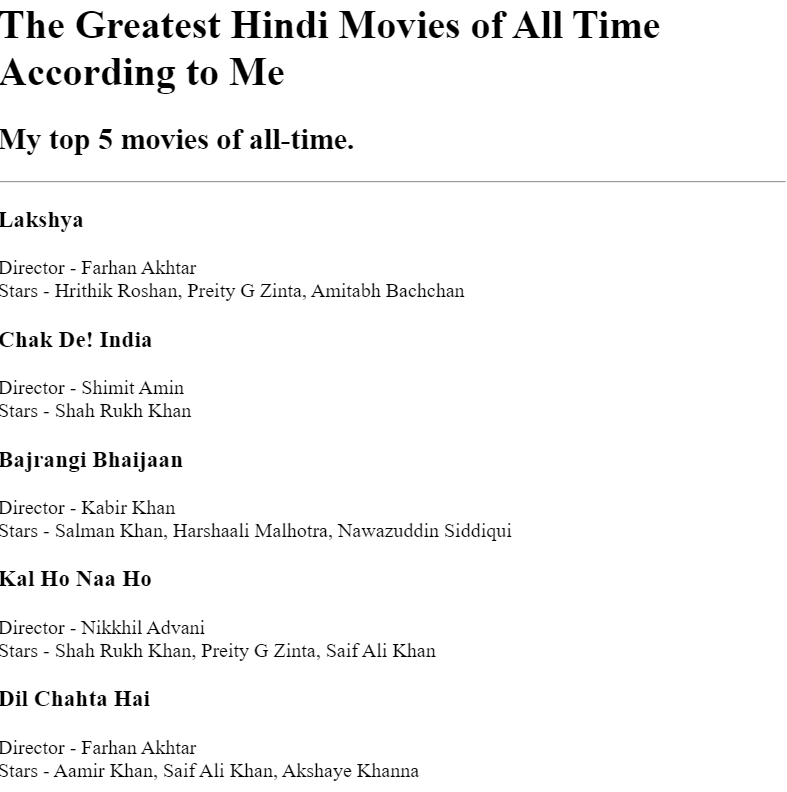 The Greatest Hindi Movies of All Time
According to Me
My top 5 movies of all-time.
Lakshya
Director - Farhan Akhtar
Stars - Hrithik Roshan, Preity G Zinta, Amitabh Bachchan
Chak De! India
Director - Shimit Amin
Stars - Shah Rukh Khan
Bajrangi Bhaijaan
Director - Kabir Khan
Stars - Salman Khan, Harshaali Malhotra, Nawazuddin Siddiqui
Kal Ho Naa Ho
Director - Nikkhil Advani
Stars - Shah Rukh Khan, Preity G Zinta, Saif Ali Khan
Dil Chahta Hai
Director - Farhan Akhtar
Stars - Aamir Khan, Saif Ali Khan, Akshaye Khanna